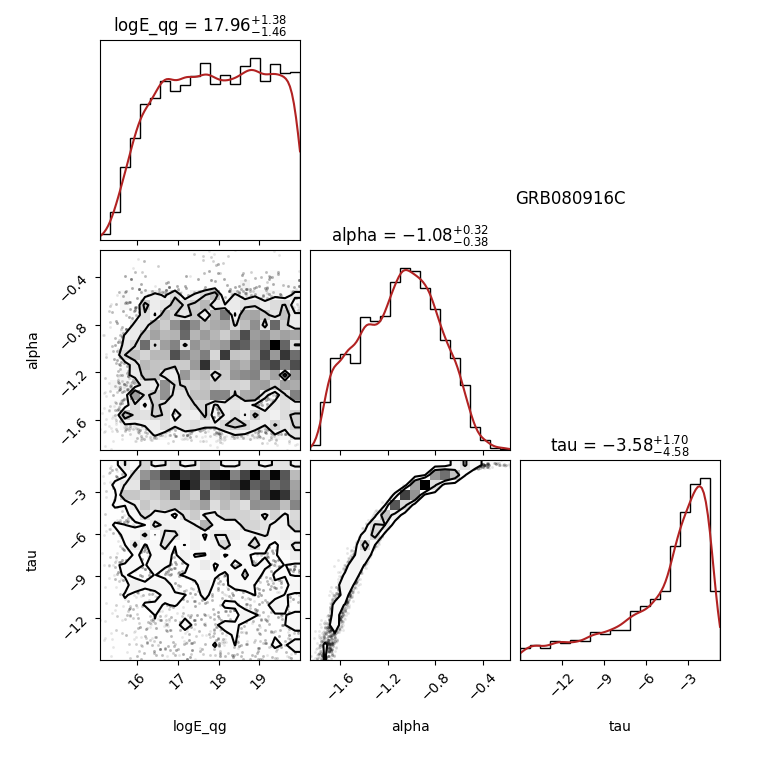 logE_qg = 17.96+1.38−1.46
GRB080916C
alpha = −1.08+0.32−0.38
−0.4
−0.8
−1.2
−1.6
alpha
tau = −3.58+1.70−4.58
−3
−6
−9
−12
tau
16 17 18 19
−1.6 −1.2 −0.8 −0.4
−12 −9 −6 −3
logE_qg alpha tau